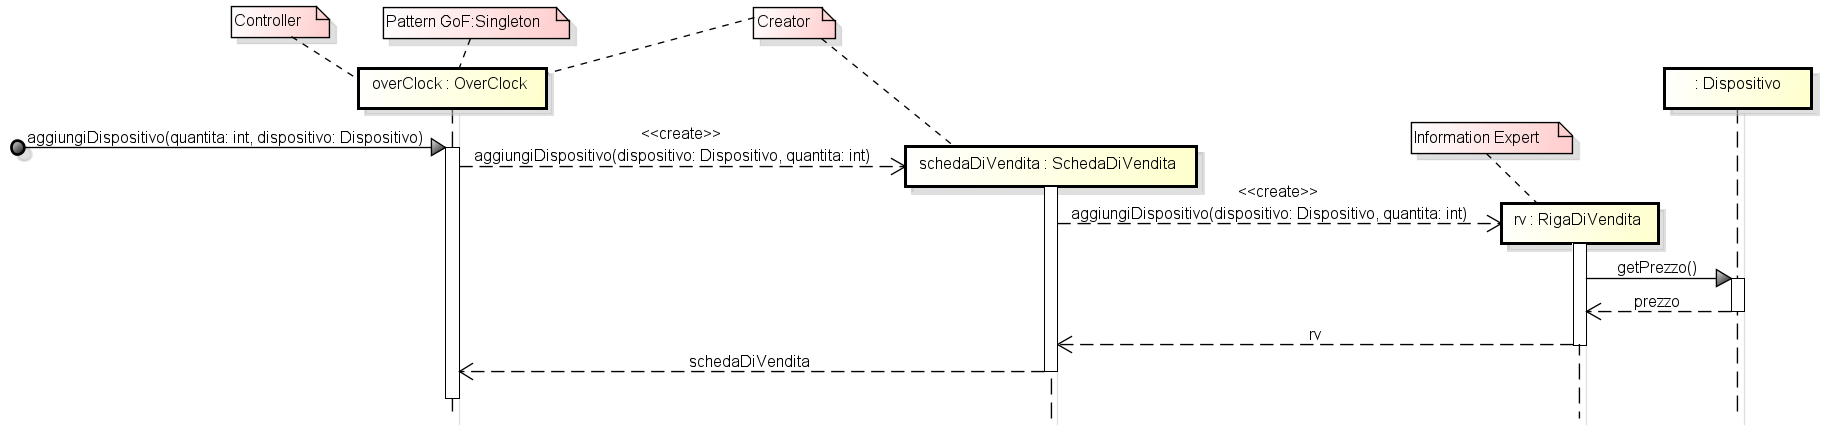 Controller
Pattern GoF:Singleton
Creator
overClock : OverClock
: Dispositivo
aggiungiDispositivo(quantita: int, dispositivo: Dispositivo)
<<create>>
aggiungiDispositivo(dispositivo: Dispositivo, quantita: int)
schedaDiVendita : SchedaDiVendita
Information Expert
<<create>>
aggiungiDispositivo(dispositivo: Dispositivo, quantita: int)
rv : RigaDiVendita
getPrezzo()
prezzo
rv
schedaDiVendita